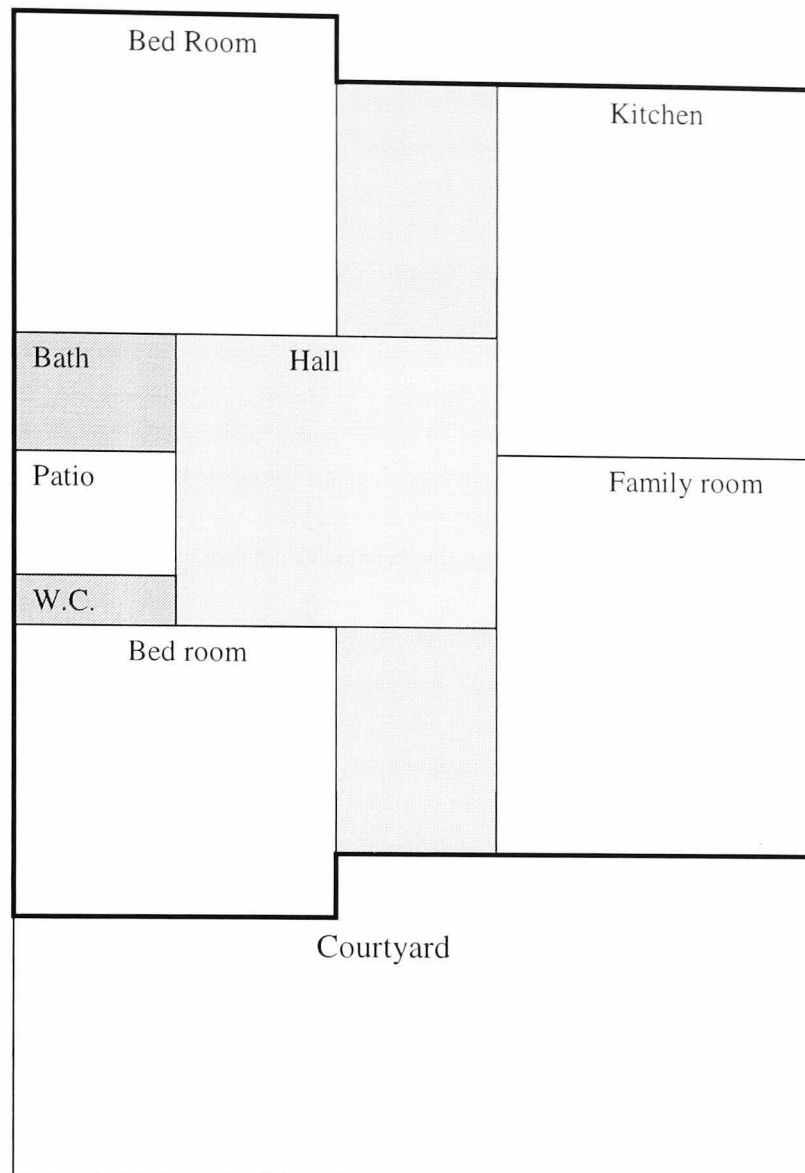 Bed Room
Kitchen
Bath
Hall
Patio
Family room
W.C.
Bed room
Courtyard